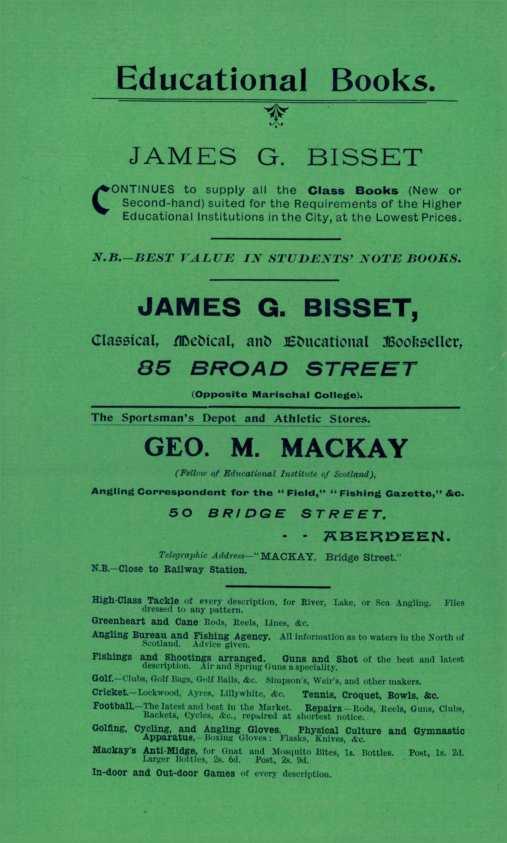 Educational Books.
JAMES G. BISSET
CONTINUES to supply all the Class Books (New or
Second-hand) suited for the Requirements of the Higher
Educational Institutions in the City, at the Lowest Prices.
N.B.—BEST VALUE IN STUDENTS' NOTE BOOKS.
JAMES G. BISSET,
Classical, Medical, and Educational Bookseller,
85 BROAD STREET
(Opposite Marischal College).
The Sportsman's Depot and Athletic Stores.
GEO. M. MACKAY
(Fellow of Educational Institute of Scotland),
Angling Correspondent for the "Field," "Fishing Gazette," &c.
50 BRIDGE STREET,
- - ABERDEEN.
Telegraphic Address—"MACKAY, Bridge Street."
N.B.—Close to Railway Station.
High-Class Tackle of every description, for River, Lake, or Sea Angling. Flies
dressed to any pattern.
Greenheart and Cane Rods, Reels, Lines, &c.
Angling Bureau and Fishing Agency. All information as to waters in the North of
Scotland. Advice given.
Fishings and Shootings arranged. Guns and Shot of the best and latest
description. Air and Spring Guns a speciality.
Golf.—Clubs, Golf Bags, Golf Balls, &c. Simpson's, Weir's, and other makers.
Cricket.—Lockwood, Ayres, Lillywhite, &c. Tennis, Croquet, Bowls, &c.
Football.—The latest and best in the Market. Repairs—Rods, Reels, Guns, Clubs,
Rackets, Cycles, &c., repaired at shortest notice.
Golfing, Cycling, and Angling Gloves. Physical Culture and Gymnastic
Apparatus.—Boxing Gloves: Flasks, Knives, &c.
Mackay's Anti-Midge, for Gnat and Mosquito Bites, 1s. Bottles. Post, 1s. 2d.
Larger Bottles, 2s. 6d. Post, 2s. 9d.
In-door and Out-door Games of every description.